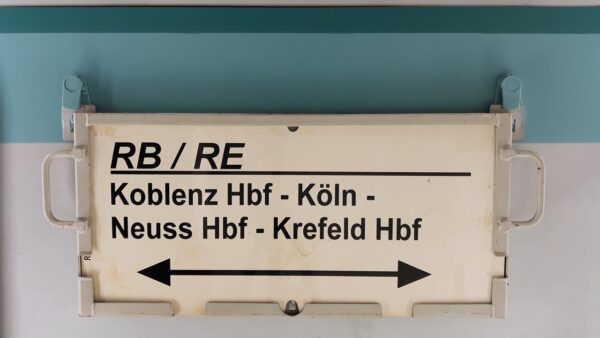 RB / RE
Koblenz Hbf - Köln -
Neuss Hbf - Krefeld Hbf